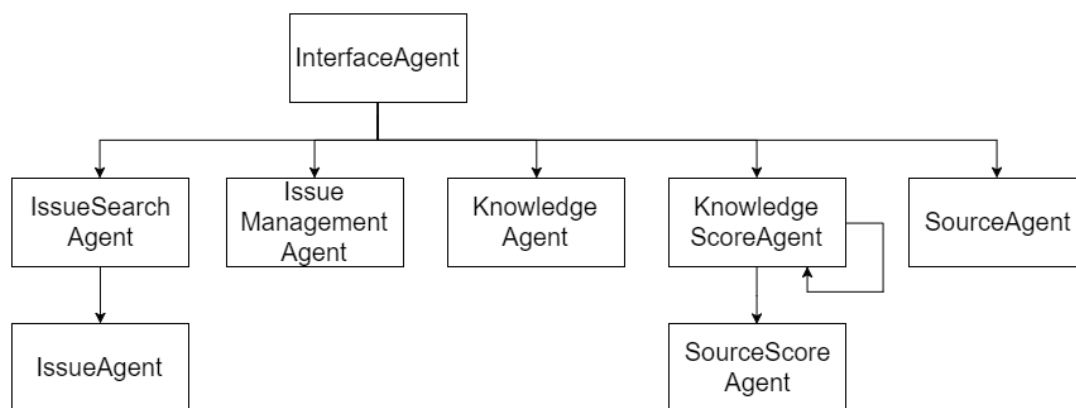 InterfaceAgent
IssueSearch
Agent
Issue
Management
Agent
Knowledge
Agent
Knowledge
ScoreAgent
SourceAgent
IssueAgent
SourceScore
Agent